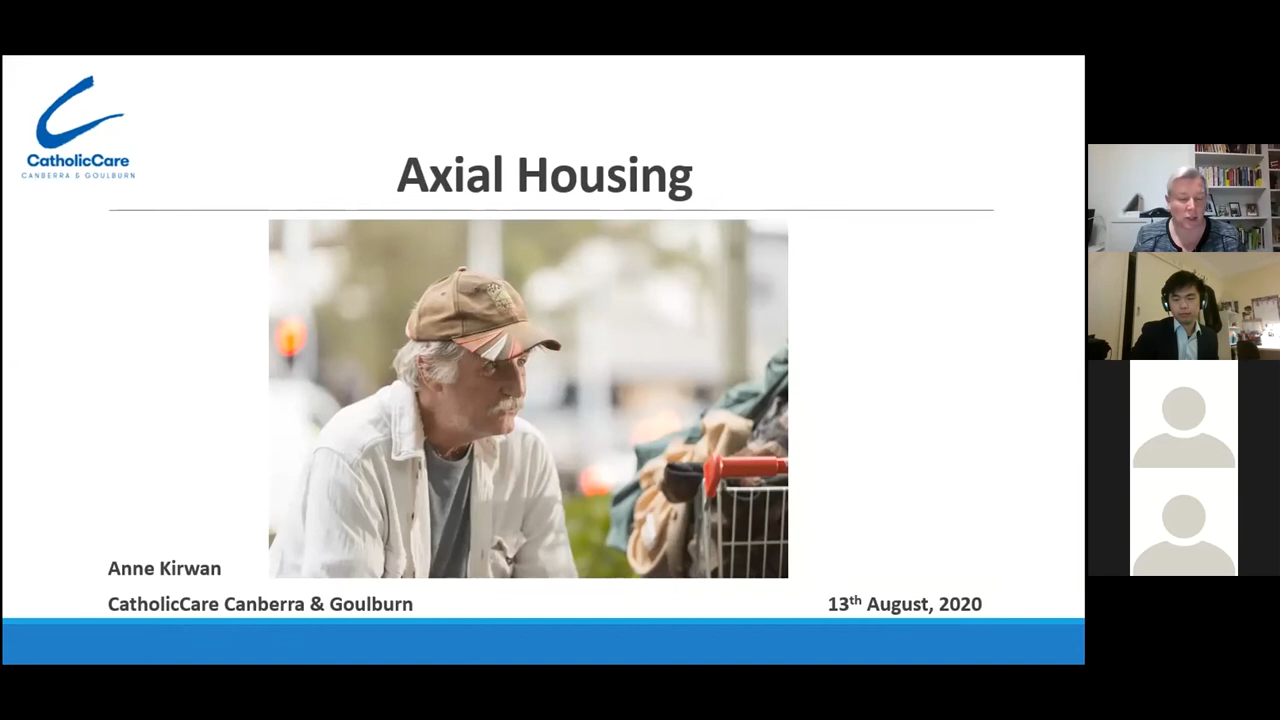 CatholicCare
CANBERRA & GOULBURN
Axial Housing
Anne Kirwan
CatholicCare Canberra & Goulburn
13th August, 2020